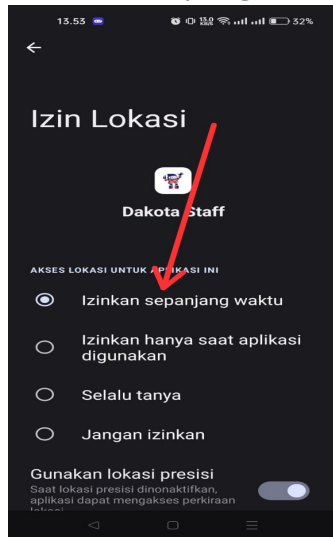 13.53
32%
Izin Lokasi
Dakota Staff
AKSES LOKASI UNTUK APLIKASI INI
Izinkan sepanjang waktu
Izinkan hanya saat aplikasi
digunakan
Selalu tanya
Jangan izinkan
Gunakan lokasi presisi
Saat lokasi presisi dinonaktifkan,
aplikasi dapat mengakses perkiraan
lokasi